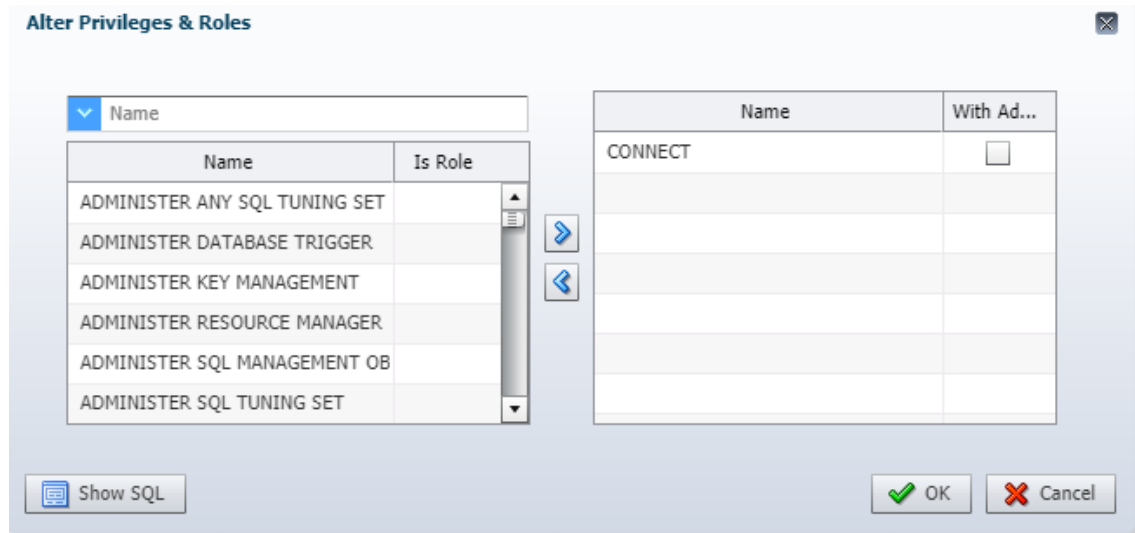 Alter Privileges & Roles
Name
Name Is Role
ADMINISTER ANY SQL TUNING SET
ADMINISTER DATABASE TRIGGER
ADMINISTER KEY MANAGEMENT
ADMINISTER RESOURCE MANAGER
ADMINISTER SQL MANAGEMENT OB
ADMINISTER SQL TUNING SET
Name With Ad...
CONNECT
Show SQL
OK
Cancel